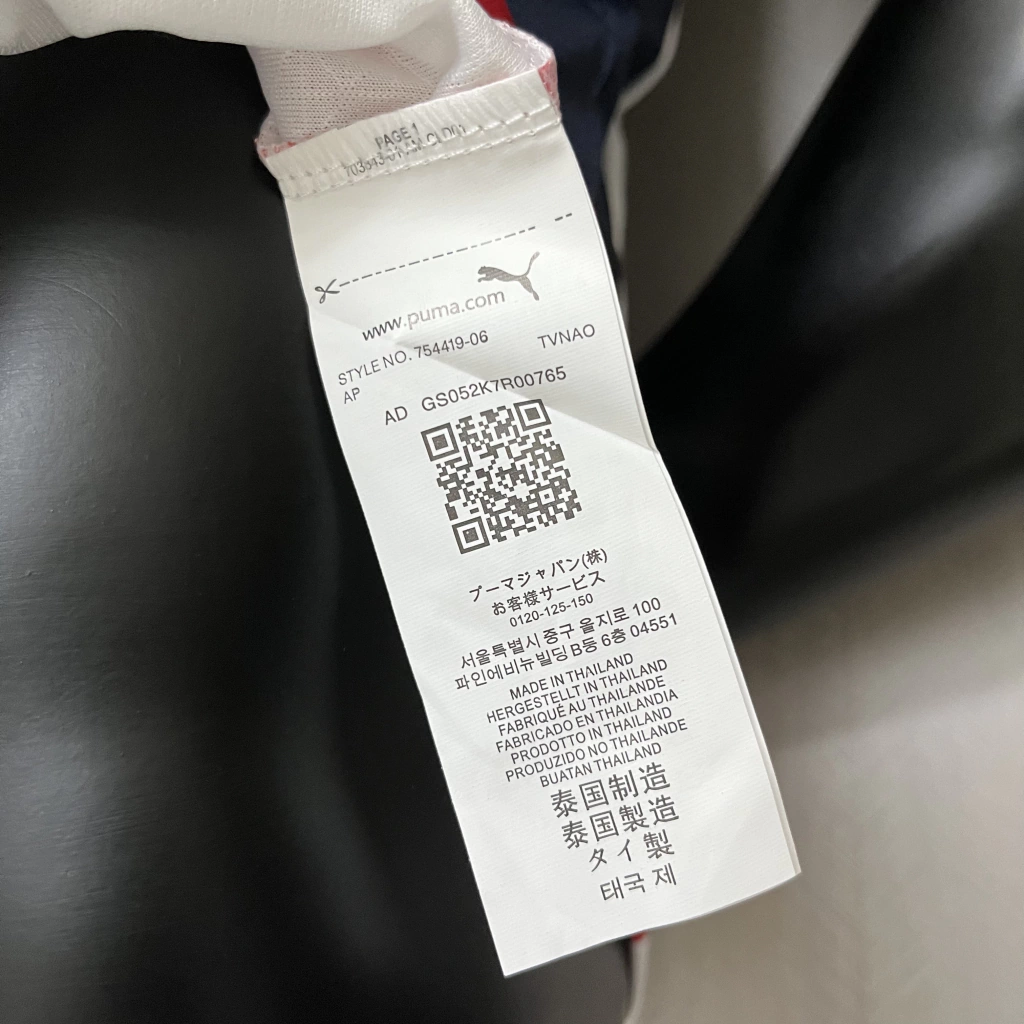 PAGE 1
www.puma.com
STYLE NO. 754419-06 TVNAO
AP
AD GS052K7R00765
プーマジャパン(株)
お客様サービス
0120-125-150
서울특별시 중구 을지로 100
파인에비뉴빌딩 B동 6층 04551
MADE IN THAILAND
HERGESTELLT IN THAILAND
FABRIQUÉ AU THAILANDE
FABRICADO EN THAILANDIA
PRODOTTO IN THAILAND
PRODUZIDO NO THAILANDE
BUATAN THAILAND
泰国制造
泰国製造
タイ製
태국 제